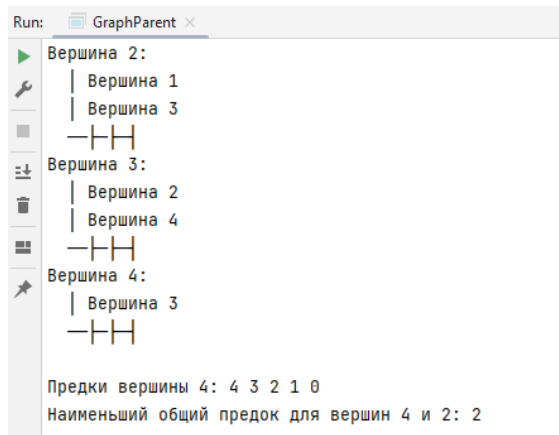 Run: GraphParent ×
Вершина 2:
│ Вершина 1
│ Вершина 3
─├─├─┤
Вершина 3:
│ Вершина 2
│ Вершина 4
─├─├─┤
Вершина 4:
│ Вершина 3
─├─├─┤
Предки вершины 4: 4 3 2 1 0
Наименьший общий предок для вершин 4 и 2: 2